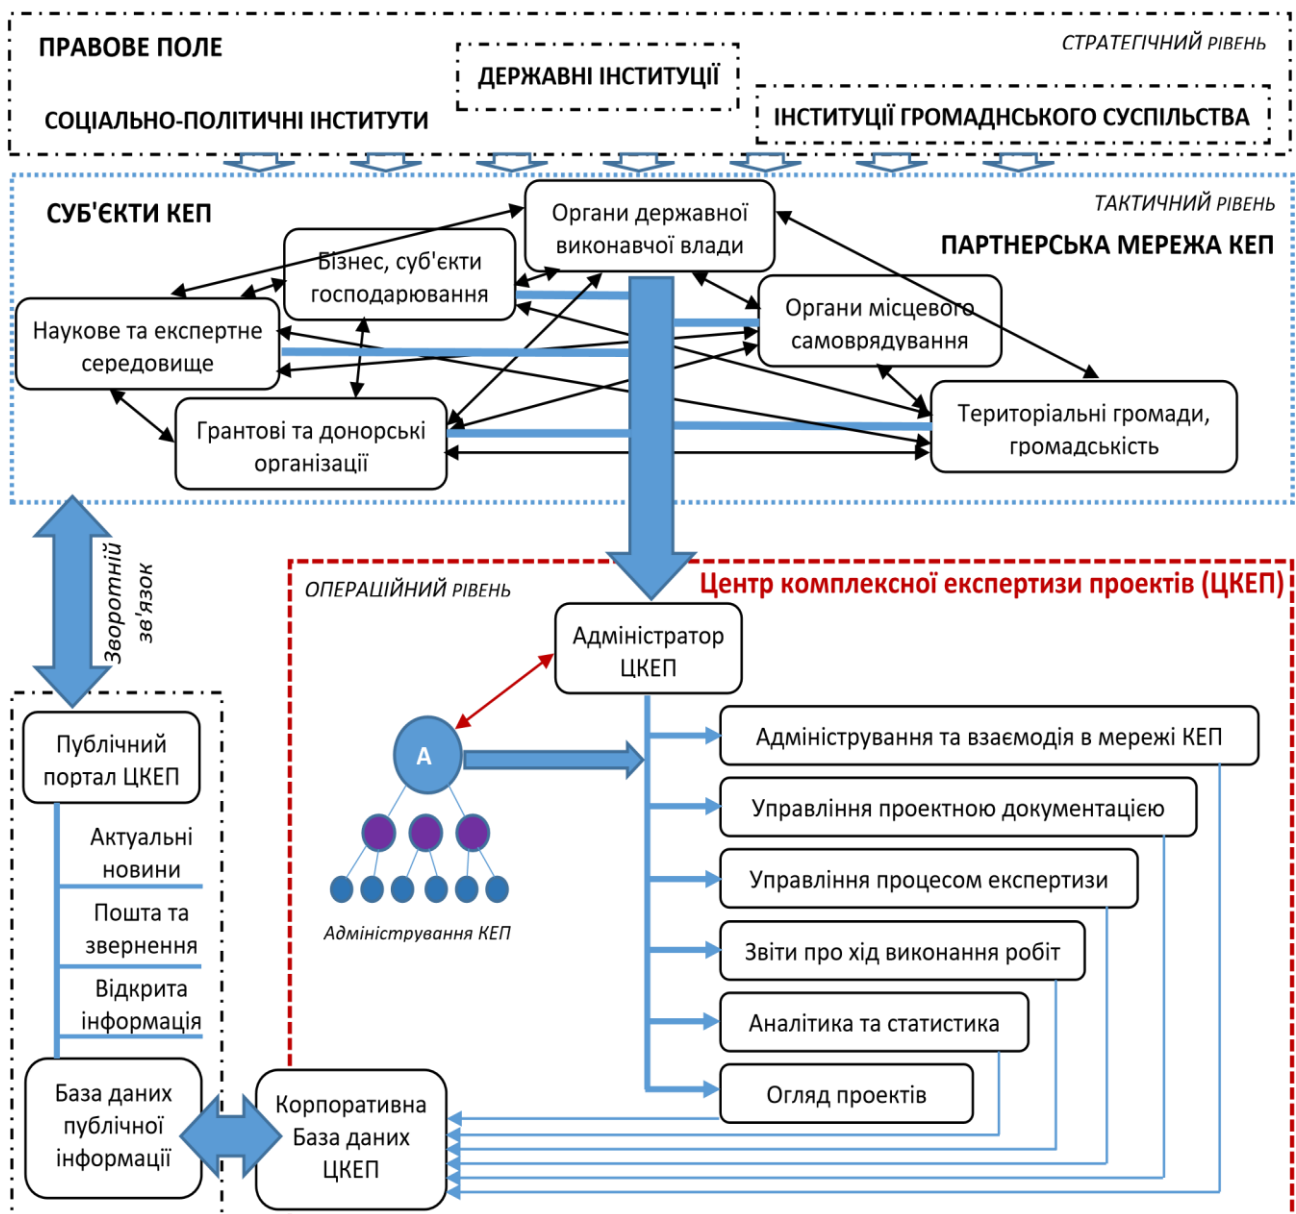 ПРАВОВЕ ПОЛЕ
СТРАТЕГІЧНИЙ РІВЕНЬ
ДЕРЖАВНІ ІНСТИТУЦІЇ
СОЦІАЛЬНО-ПОЛІТИЧНІ ІНСТИТУТИ
ІНСТИТУЦІЇ ГРОМАДНСЬКОГО СУСПІЛЬСТВА
СУБ'ЄКТИ КЕП
ТАКТИЧНИЙ РІВЕНЬ
ПАРТНЕРСЬКА МЕРЕЖА КЕП
Органи державної
виконавчої влади
Бізнес, суб'єкти
господарювання
Органи місцевого
самоврядування
Наукове та експертне
середовище
Грантові та донорські
організації
Територіальні громади,
громадськість
Зворотній
зв'язок
ОПЕРАЦІЙНИЙ РІВЕНЬ
Центр комплексної експертизи проектів (ЦКЕП)
Адміністратор
ЦКЕП
А
Адміністрування КЕП
Адміністрування та взаємодія в мережі КЕП
Управління проектною документацією
Управління процесом експертизи
Звіти про хід виконання робіт
Аналітика та статистика
Огляд проектів
Публічний
портал ЦКЕП
Актуальні
новини
Пошта та
звернення
Відкрита
інформація
База даних
публічної
інформації
Корпоративна
База даних
ЦКЕП